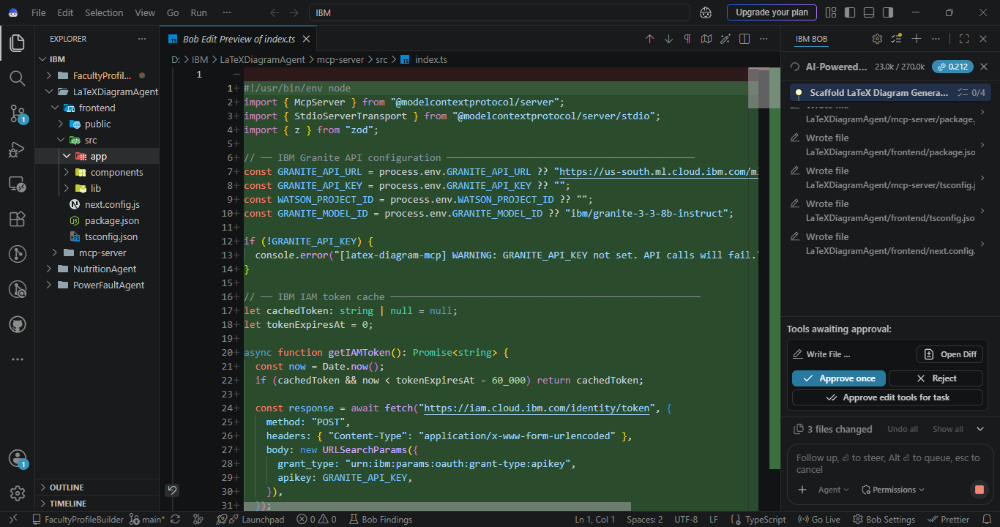 File Edit Selection View Go Run ···
IBM
Upgrade your plan
EXPLORER ···
IBM
FacultyProfil...
LaTeXDiagramAgent
frontend
public
src
app
components
lib
next.config.js
package.json
tsconfig.json
mcp-server
NutritionAgent
PowerFaultAgent
OUTLINE
TIMELINE
Bob Edit Preview of index.ts
D: > IBM > LaTeXDiagramAgent > mcp-server > src > index.ts
1 −
1+ #!/usr/bin/env node
2+ import { McpServer } from "@modelcontextprotocol/server";
3+ import { StdioServerTransport } from "@modelcontextprotocol/server/stdio";
4+ import { z } from "zod";
5+
6+ // ── IBM Granite API configuration ────────────────────────────────────────────
7+ const GRANITE_API_URL = process.env.GRANITE_API_URL ?? "https://us-south.ml.cloud.ibm.com/ml
8+ const GRANITE_API_KEY = process.env.GRANITE_API_KEY ?? "";
9+ const WATSON_PROJECT_ID = process.env.WATSON_PROJECT_ID ?? "";
10+ const GRANITE_MODEL_ID = process.env.GRANITE_MODEL_ID ?? "ibm/granite-3-3-8b-instruct";
11+
12+ if (!GRANITE_API_KEY) {
13+ console.error("[latex-diagram-mcp] WARNING: GRANITE_API_KEY not set. API calls will fail.
14+ }
15+
16+ // ── IBM IAM token cache ───────────────────────────────────────────────────────
17+ let cachedToken: string | null = null;
18+ let tokenExpiresAt = 0;
19+
20+ async function getIAMToken(): Promise<string> {
21+ const now = Date.now();
22+ if (cachedToken && now < tokenExpiresAt - 60_000) return cachedToken;
23+
24+ const response = await fetch("https://iam.cloud.ibm.com/identity/token", {
25+ method: "POST",
26+ headers: { "Content-Type": "application/x-www-form-urlencoded" },
27+ body: new URLSearchParams({
28+ grant_type: "urn:ibm:params:oauth:grant-type:apikey",
29+ apikey: GRANITE_API_KEY,
30+ }),
31+ });
IBM BOB
AI-Powered... 23.0k / 270.0k 0.212
Scaffold LaTeX Diagram Genera... 0/4
LaTeXDiagramAgent/mcp-server/package.
Wrote file
LaTeXDiagramAgent/frontend/package.jso
Wrote file
LaTeXDiagramAgent/mcp-server/tsconfig.j
Wrote file
LaTeXDiagramAgent/frontend/tsconfig.jso
Wrote file
LaTeXDiagramAgent/frontend/next.config.
Tools awaiting approval:
Write File ... Open Diff
Approve once Reject
Approve edit tools for task
3 files changed Undo all Show all
Follow up, ⏎ to steer, Alt ⏎ to queue, esc to
cancel
Agent Permissions
1
1
FacultyProfileBuilder main* Launchpad 0 0 Bob Findings Ln 1, Col 1 Spaces: 2 UTF-8 LF {} TypeScript Go Live Bob Settings Prettier